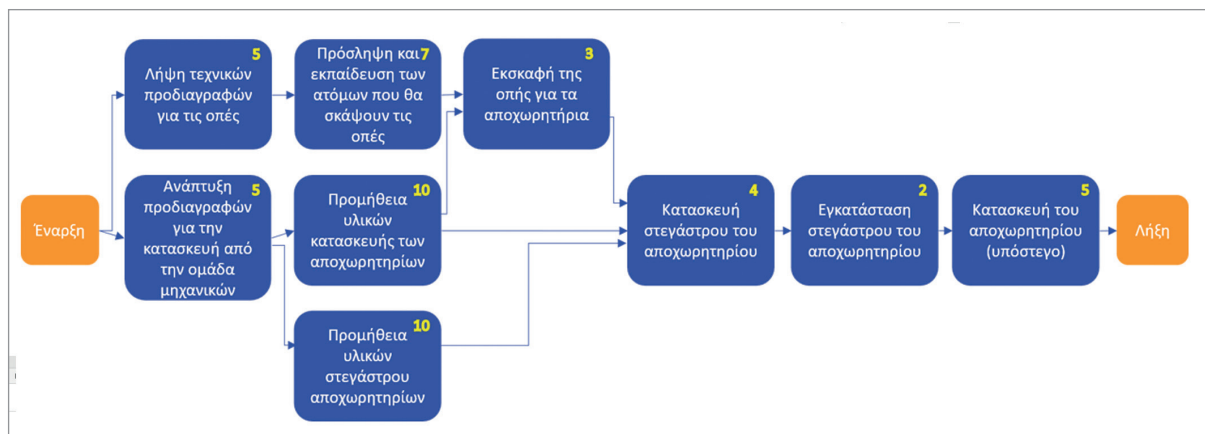 5
Λήψη τεχνικών
προδιαγραφών
για τις οπές
7
Πρόσληψη και
εκπαίδευση των
ατόμων που θα
σκάψουν τις
οπές
3
Εκσκαφή της
οπής για τα
αποχωρητήρια
Έναρξη
5
Ανάπτυξη
προδιαγραφών
για την
κατασκευή από
την ομάδα
μηχανικών
10
Προμήθεια
υλικών
κατασκευής των
αποχωρητηρίων
10
Προμήθεια
υλικών
στεγάστρου
αποχωρητηρίων
4
Κατασκευή
στεγάστρου του
αποχωρητηρίου
2
Εγκατάσταση
στεγάστρου του
αποχωρητηρίου
5
Κατασκευή του
αποχωρητηρίου
(υπόστεγο)
Λήξη